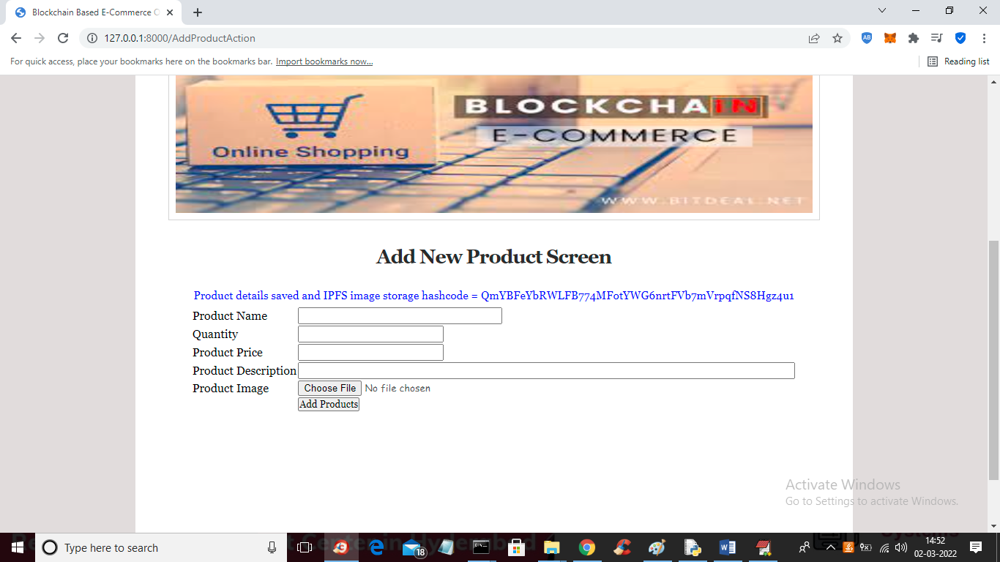 Blockchain Based E-Commerce
127.0.0.1:8000/AddProductAction
AB
For quick access, place your bookmarks here on the bookmarks bar. Import bookmarks now...
Reading list
BLOCKCHAIN
E-COMMERCE
Online Shopping
WWW.BITDEAL.NET
Add New Product Screen
Product details saved and IPFS image storage hashcode = QmYBFeYbRWLFB774MFotYWG6nrtFVb7mVrpqfNS8Hgz4u1
Product Name
Quantity
Product Price
Product Description
Product Image Choose File No file chosen
Add Products
Activate Windows
Go to Settings to activate Windows.
Systems
Type here to search
18
14:52
02-03-2022